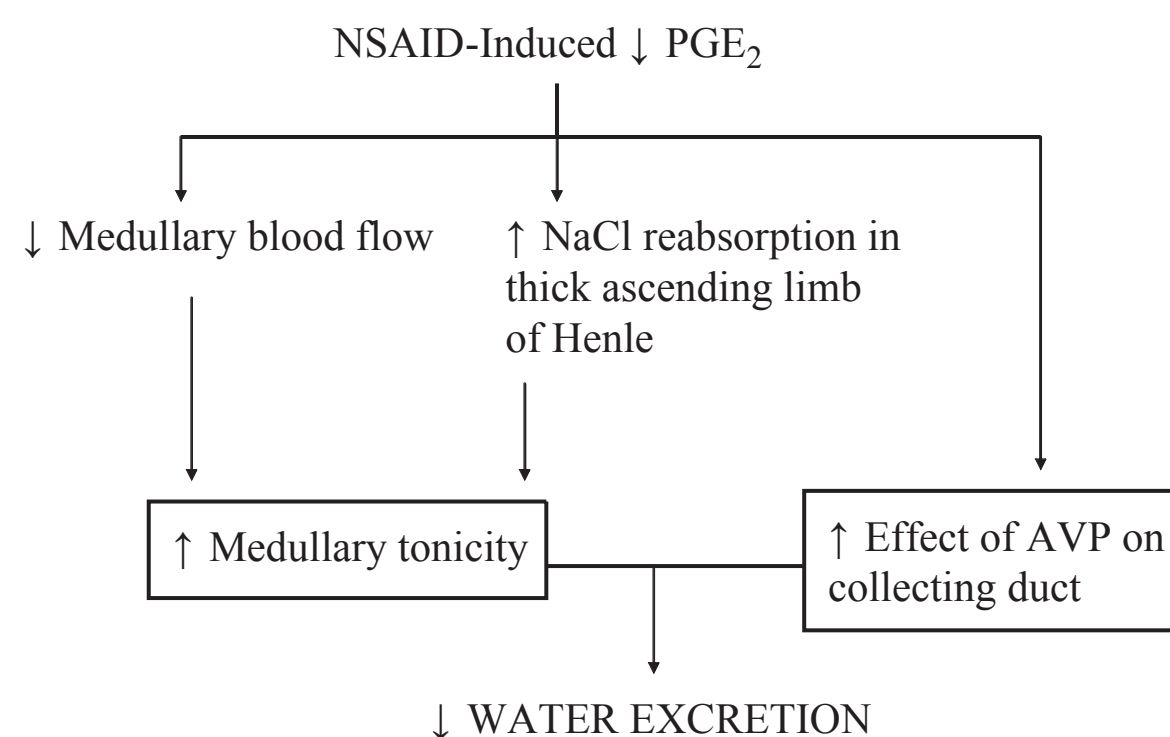 NSAID-Induced ↓ PGE₂
↓ Medullary blood flow
↑ NaCl reabsorption in
thick ascending limb
of Henle
↑ Medullary tonicity
↑ Effect of AVP on
collecting duct
↓ WATER EXCRETION